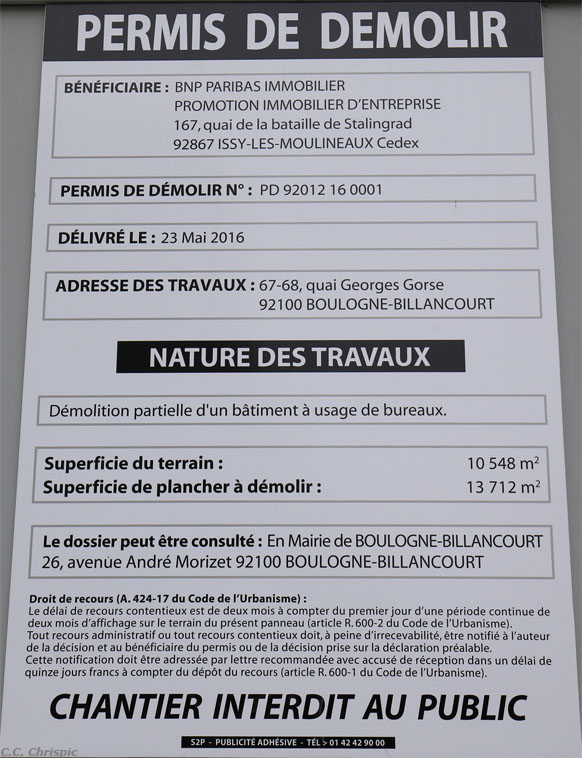 PERMIS DE DEMOLIR
BÉNÉFICIAIRE : BNP PARIBAS IMMOBILIER
PROMOTION IMMOBILIER D'ENTREPRISE
167, quai de la bataille de Stalingrad
92867 ISSY-LES-MOULINEAUX Cedex
PERMIS DE DÉMOLIR N° : PD 92012 16 0001
DÉLIVRÉ LE : 23 Mai 2016
ADRESSE DES TRAVAUX : 67-68, quai Georges Gorse
92100 BOULOGNE-BILLANCOURT
NATURE DES TRAVAUX
Démolition partielle d'un bâtiment à usage de bureaux.
Superficie du terrain : 10 548 m²
Superficie de plancher à démolir : 13 712 m²
Le dossier peut être consulté : En Mairie de BOULOGNE-BILLANCOURT
26, avenue André Morizet 92100 BOULOGNE-BILLANCOURT
Droit de recours (A. 424-17 du Code de l'Urbanisme) :
Le délai de recours contentieux est de deux mois à compter du premier jour d'une période continue de
deux mois d'affichage sur le terrain du présent panneau (article R. 600-2 du Code de l'Urbanisme).
Tout recours administratif ou tout recours contentieux doit, à peine d'irrecevabilité, être notifié à l'auteur
de la décision et au bénéficiaire du permis ou de la décision prise sur la déclaration préalable.
Cette notification doit être adressée par lettre recommandée avec accusé de réception dans un délai de
quinze jours francs à compter du dépôt du recours (article R. 600-1 du Code de l'Urbanisme).
CHANTIER INTERDIT AU PUBLIC
S2P - PUBLICITÉ ADHÉSIVE - TÉL > 01 42 42 90 00
C.C. Chrispic